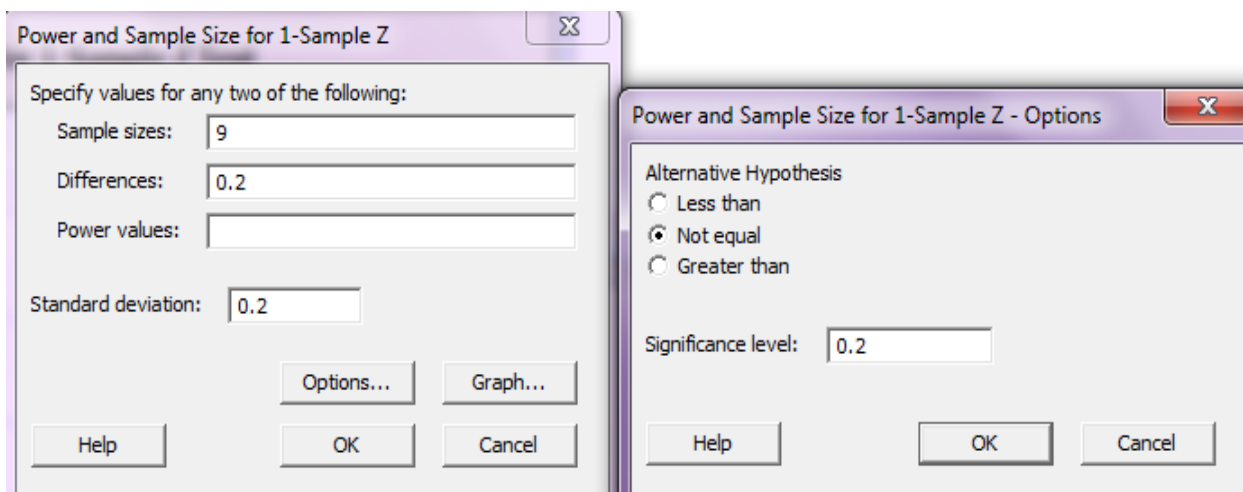 Power and Sample Size for 1-Sample Z
Specify values for any two of the following:
Sample sizes: 9
Differences: 0.2
Power values:
Standard deviation: 0.2
Options... Graph...
Help OK Cancel
Power and Sample Size for 1-Sample Z - Options
Alternative Hypothesis
Less than
Not equal
Greater than
Significance level: 0.2
Help OK Cancel